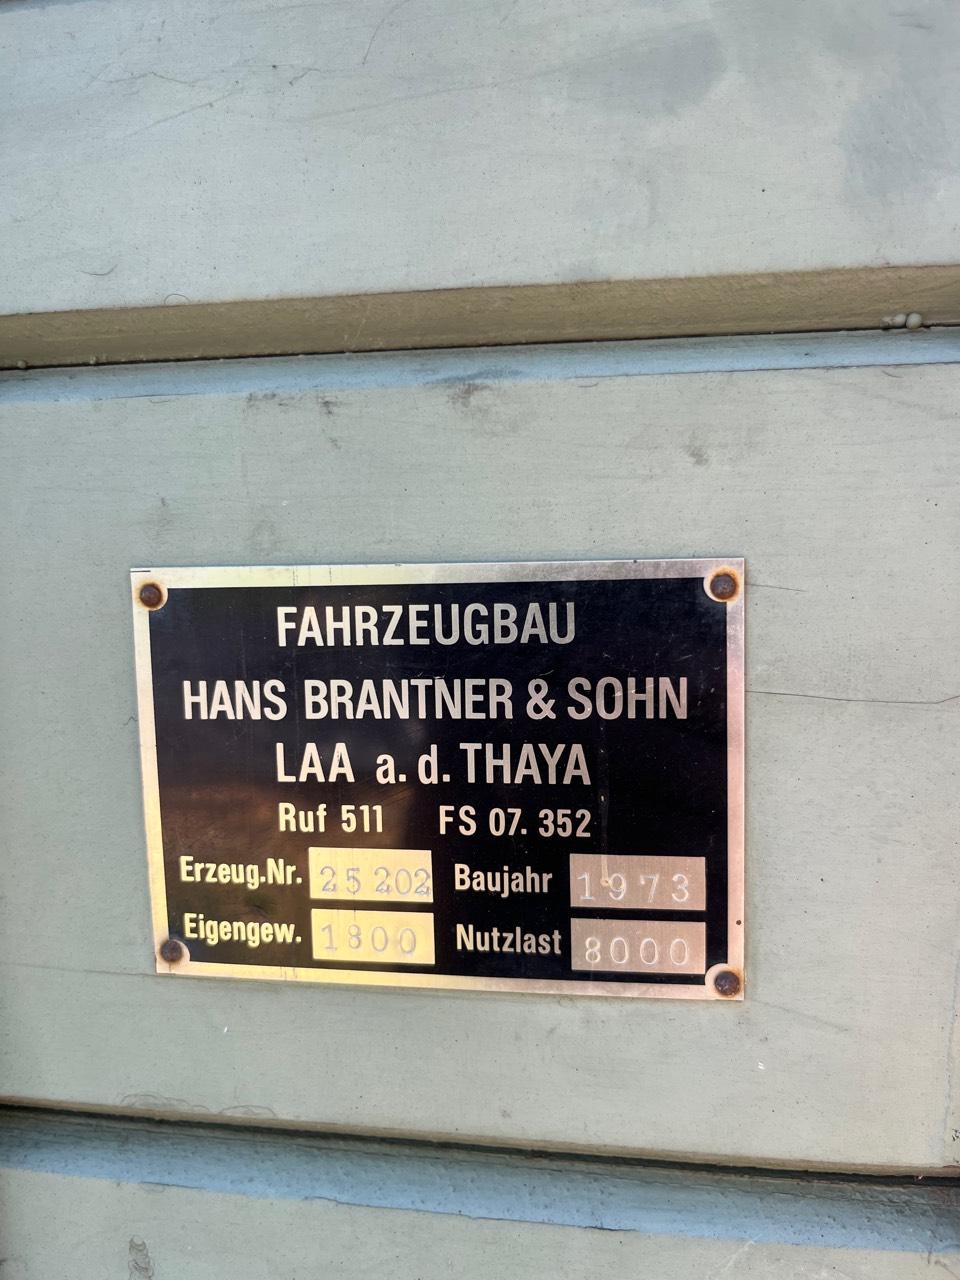 FAHRZEUGBAU
HANS BRANTNER & SOHN
LAA a. d. THAYA
Ruf 511 FS 07. 352
Erzeug.Nr. 25 202 Baujahr 1973
Eigengew. 1800 Nutzlast 8000